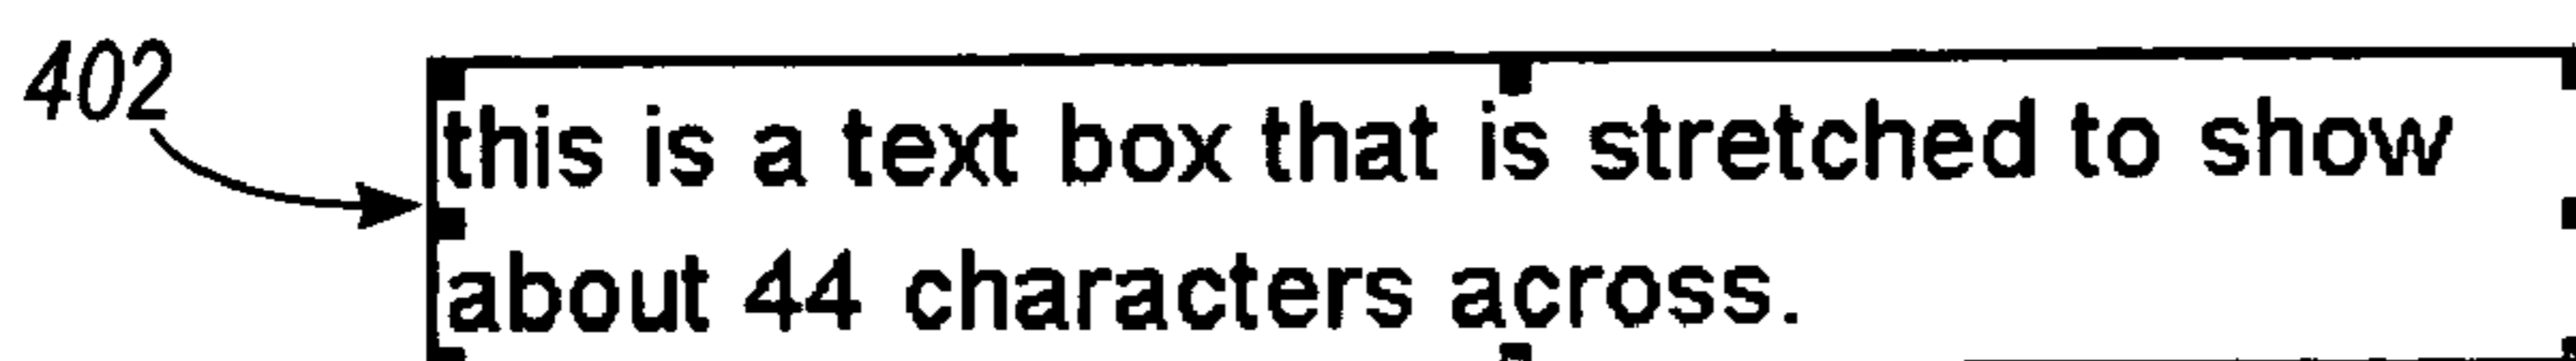 402
this is a text box that is stretched to show
about 44 characters across.